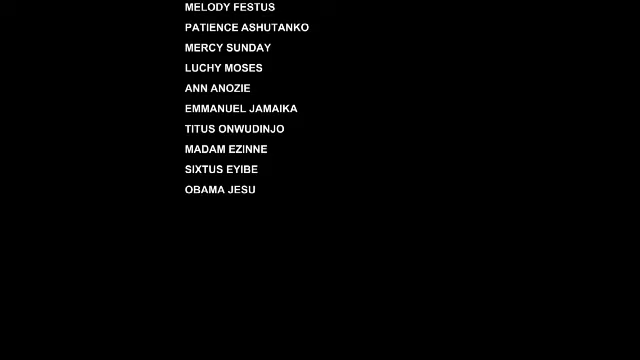 MELODY FESTUS
PATIENCE ASHUTANKO
MERCY SUNDAY
LUCHY MOSES
ANN ANOZIE
EMMANUEL JAMAIKA
TITUS ONWUDINJO
MADAM EZINNE
SIXTUS EYIBE
OBAMA JESU